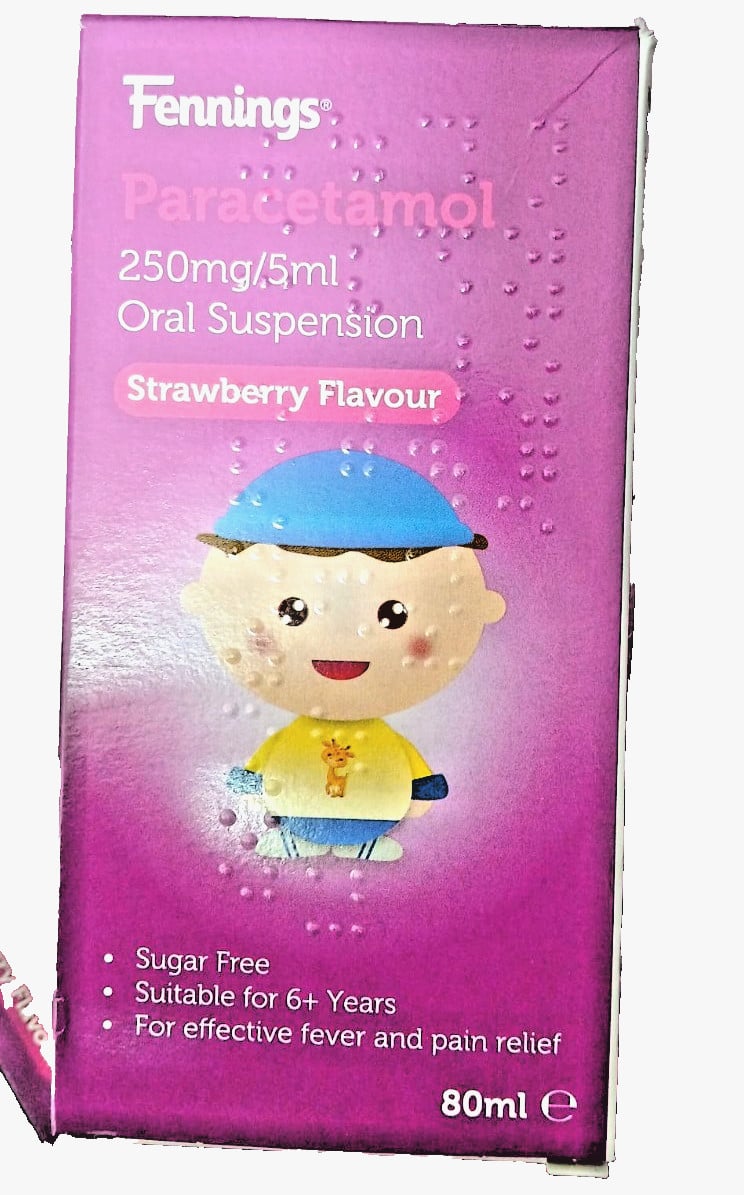 Fennings®
Paracetamol
250mg/5ml
Oral Suspension
Strawberry Flavour
• Sugar Free
• Suitable for 6+ Years
• For effective fever and pain relief
80ml ℮